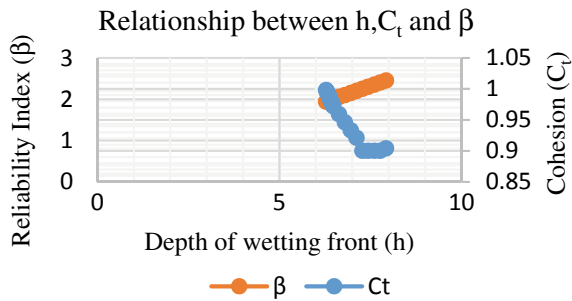 Relationship between h,Ct and β
3
2
1
0
Reliability Index (β)
1.05
1
0.95
0.9
0.85
Cohesion (Ct)
0
5
10
Depth of wetting front (h)
β
Ct